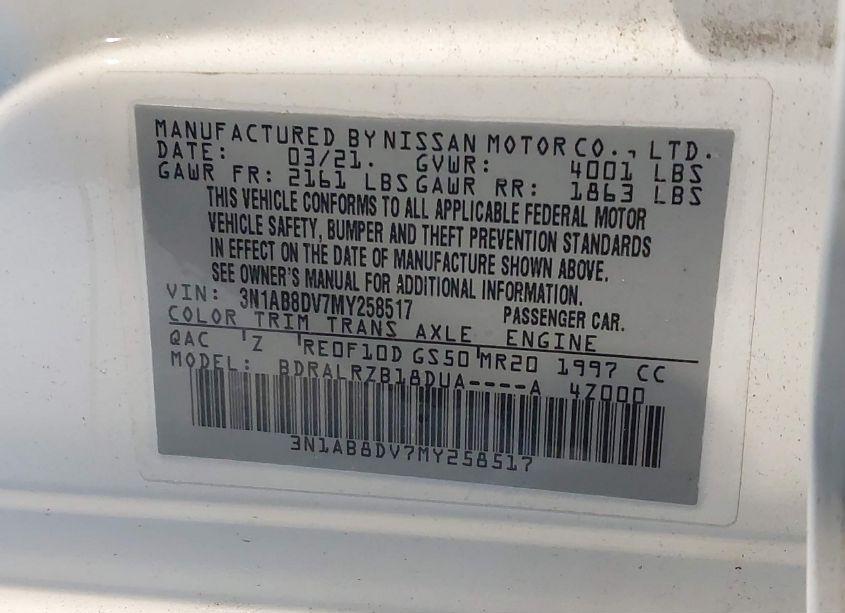 MANUFACTURED BY NISSAN MOTOR CO., LTD.
DATE: 03/21. GVWR: 4001 LBS
GAWR FR: 2161 LBS GAWR RR: 1863 LBS
THIS VEHICLE CONFORMS TO ALL APPLICABLE FEDERAL MOTOR
VEHICLE SAFETY, BUMPER AND THEFT PREVENTION STANDARDS
IN EFFECT ON THE DATE OF MANUFACTURE SHOWN ABOVE.
SEE OWNER'S MANUAL FOR ADDITIONAL INFORMATION.
VIN: 3N1AB8DV7MY258517 PASSENGER CAR.
COLOR TRIM TRANS AXLE ENGINE
QAC Z RE0F10D GS50 MR20 1997 CC
MODEL: BDRALRZB18DUA----A 4Z000
3N1AB8DV7MY258517